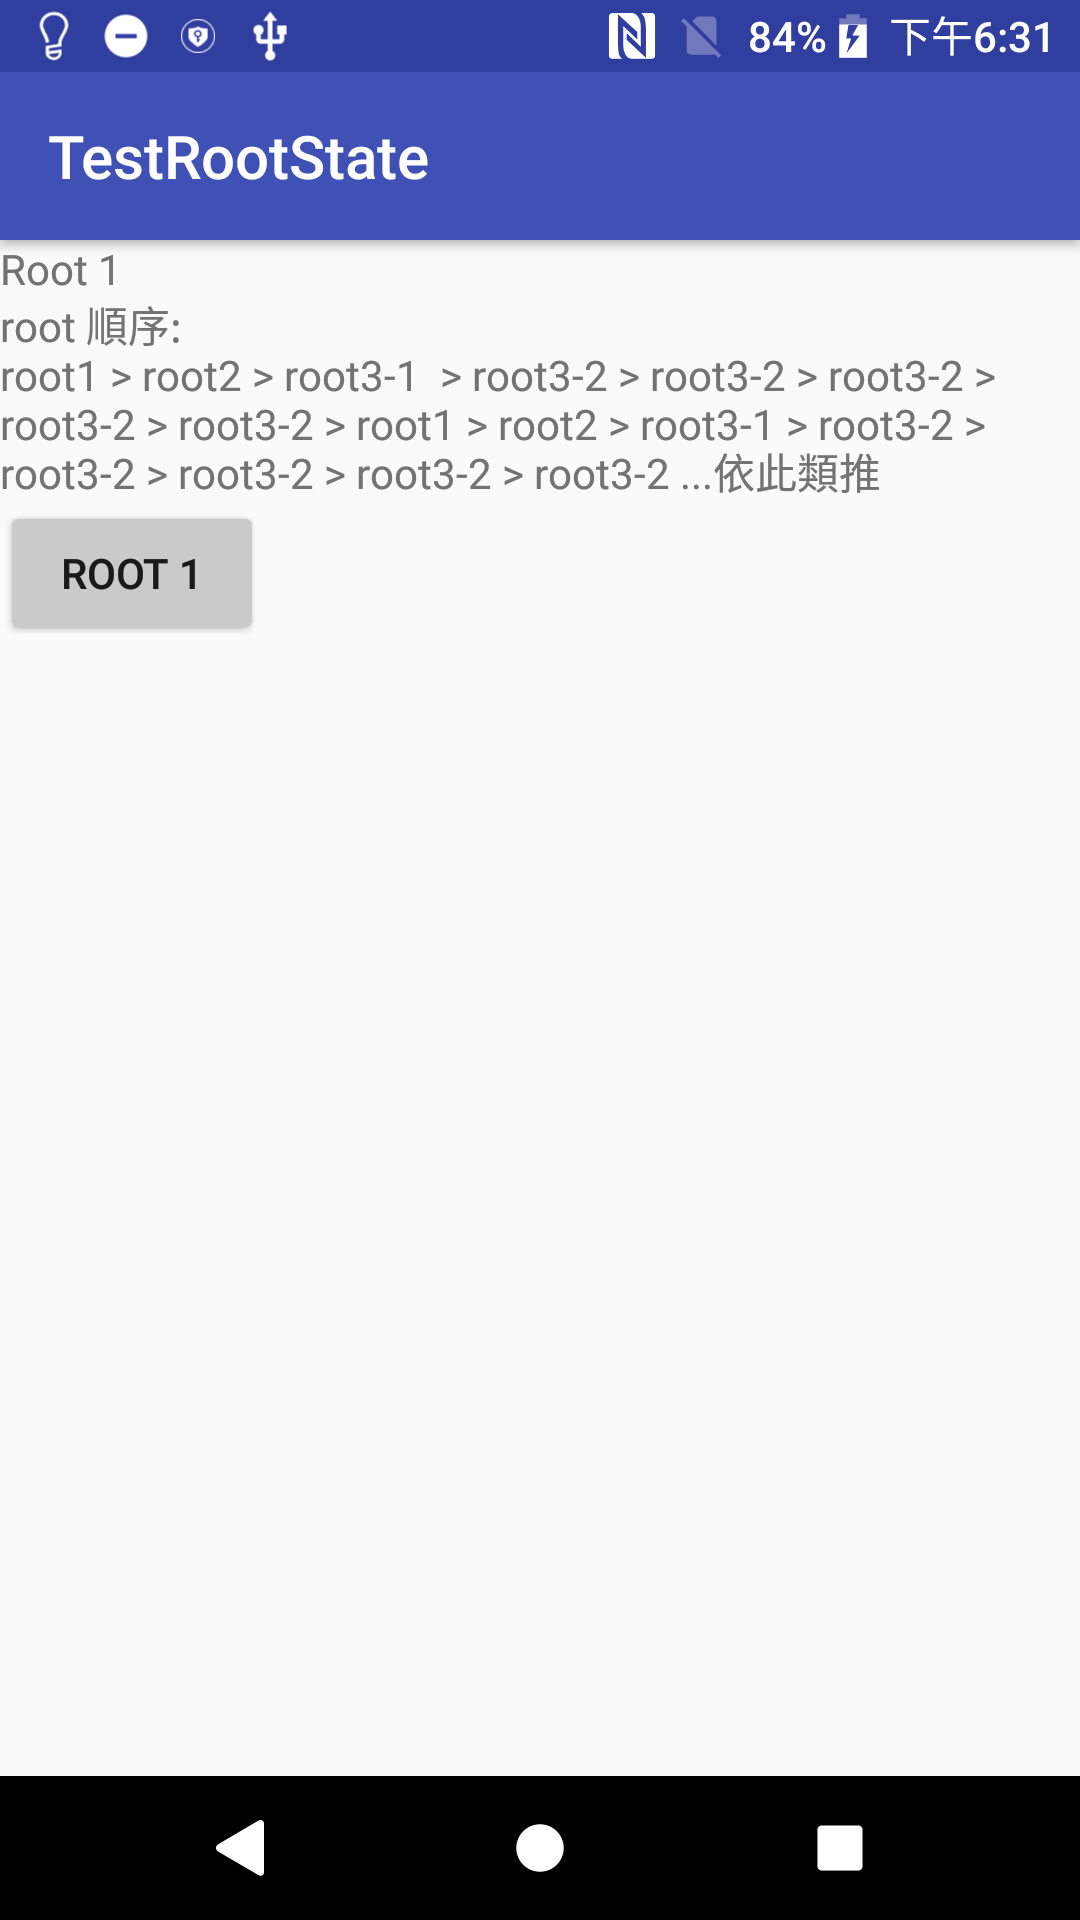 84% 下午6:31
TestRootState
Root 1
root 順序:
root1 > root2 > root3-1  > root3-2 > root3-2 > root3-2 >
root3-2 > root3-2 > root1 > root2 > root3-1 > root3-2 >
root3-2 > root3-2 > root3-2 > root3-2 ...依此類推
ROOT 1